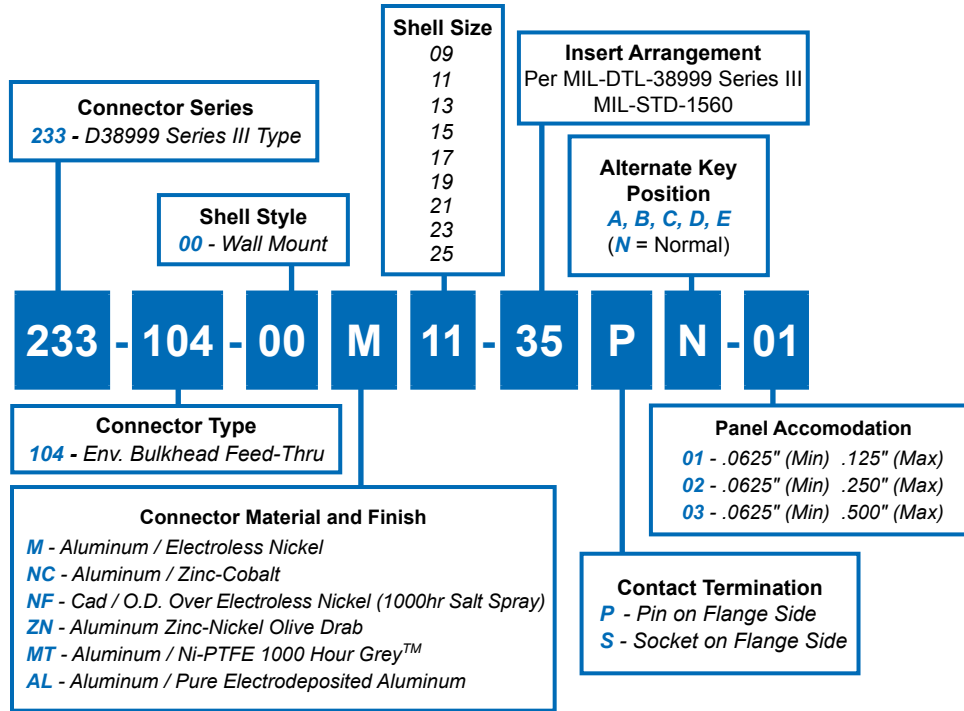 Shell Size
09
11
13
15
17
19
21
23
25
Insert Arrangement
Per MIL-DTL-38999 Series III
MIL-STD-1560
Connector Series
233 - D38999 Series III Type
Shell Style
00 - Wall Mount
Alternate Key
Position
A, B, C, D, E
(N = Normal)
233 - 104 - 00 M 11 - 35 P N - 01
Connector Type
104 - Env. Bulkhead Feed-Thru
Panel Accomodation
01 - .0625" (Min) .125" (Max)
02 - .0625" (Min) .250" (Max)
03 - .0625" (Min) .500" (Max)
Connector Material and Finish
M - Aluminum / Electroless Nickel
NC - Aluminum / Zinc-Cobalt
NF - Cad / O.D. Over Electroless Nickel (1000hr Salt Spray)
ZN - Aluminum Zinc-Nickel Olive Drab
MT - Aluminum / Ni-PTFE 1000 Hour Grey™
AL - Aluminum / Pure Electrodeposited Aluminum
Contact Termination
P - Pin on Flange Side
S - Socket on Flange Side